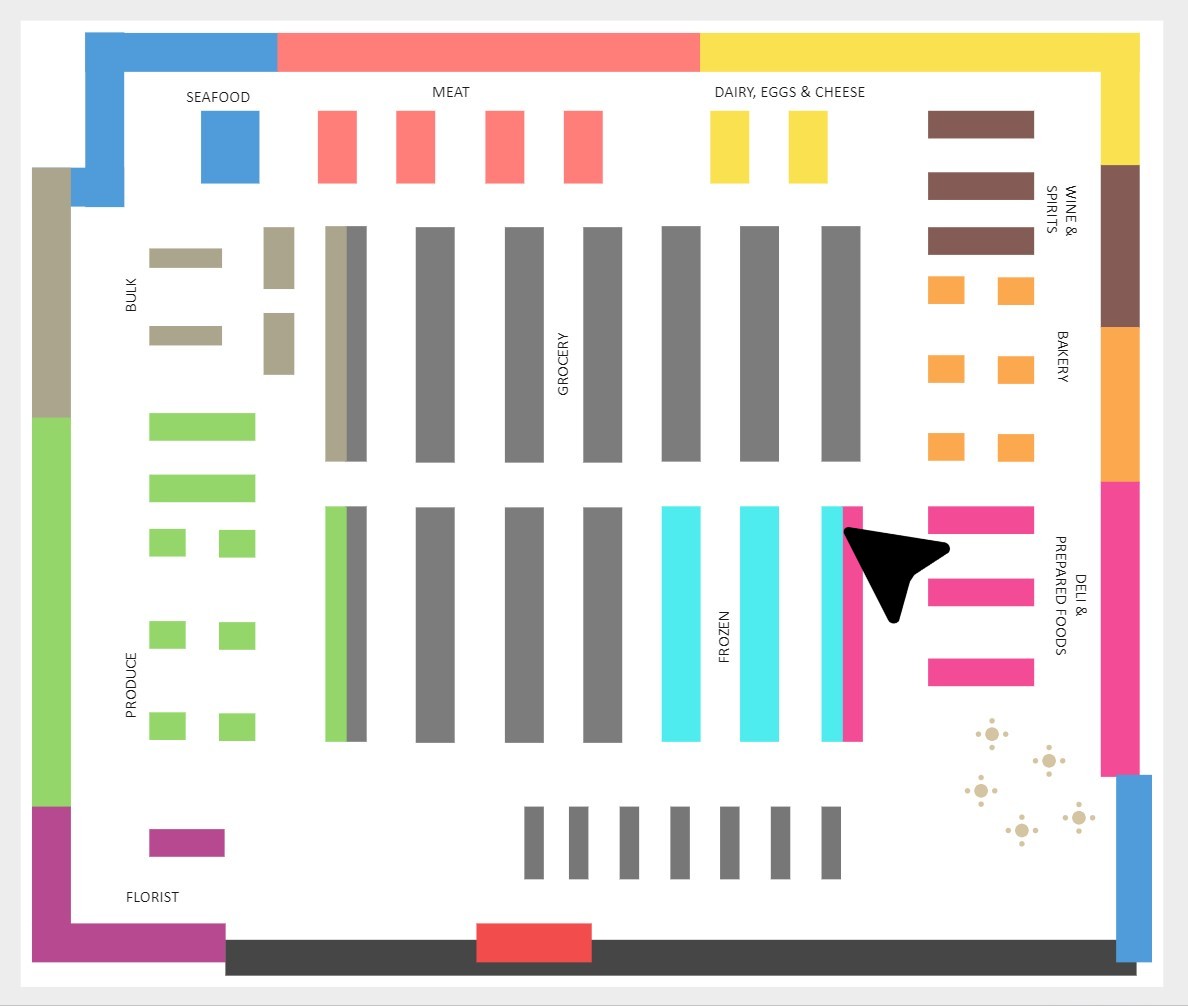 SEAFOOD
MEAT
DAIRY, EGGS & CHEESE
WINE &
SPIRITS
BULK
GROCERY
BAKERY
DELI &
PREPARED FOODS
FROZEN
PRODUCE
FLORIST